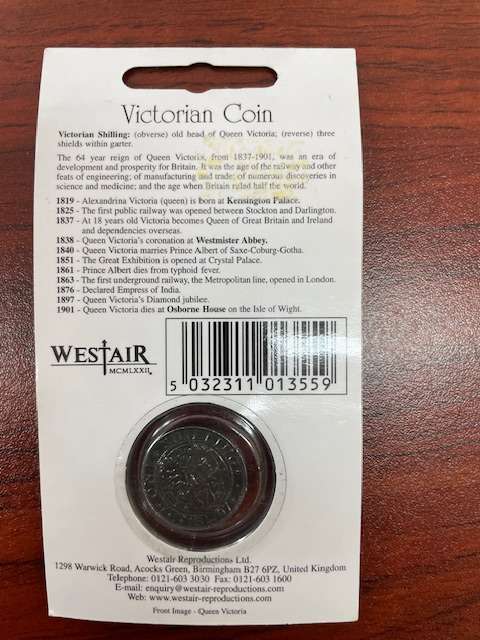 Victorian Coin
Victorian Shilling: (obverse) old head of Queen Victoria; (reverse) three
shields within garter.
The 64 year reign of Queen Victoria, from 1837-1901, was an era of
development and prosperity for Britain. It was the age of the railway and other
feats of engineering; of manufacturing and trade; of numerous discoveries in
science and medicine; and the age when Britain ruled half the world.
1819 - Alexandrina Victoria (queen) is born at Kensington Palace.
1825 - The first public railway was opened between Stockton and Darlington.
1837 - At 18 years old Victoria becomes Queen of Great Britain and Ireland
and dependencies overseas.
1838 - Queen Victoria's coronation at Westmister Abbey.
1840 - Queen Victoria marries Prince Albert of Saxe-Coburg-Gotha.
1851 - The Great Exhibition is opened at Crystal Palace.
1861 - Prince Albert dies from typhoid fever.
1863 - The first underground railway, the Metropolitan line, opened in London.
1876 - Declared Empress of India.
1897 - Queen Victoria's Diamond jubilee.
1901 - Queen Victoria dies at Osborne House on the Isle of Wight.
WESTAIR
MCMLXXII
5 032311 013559
Westair Reproductions Ltd.
1298 Warwick Road, Acocks Green, Birmingham B27 6PZ, United Kingdom
Telephone: 0121-603 3030 Fax: 0121-603 1600
E-mail: enquiry@westair-reproductions.com
Web: www.westair-reproductions.com
Front Image - Queen Victoria